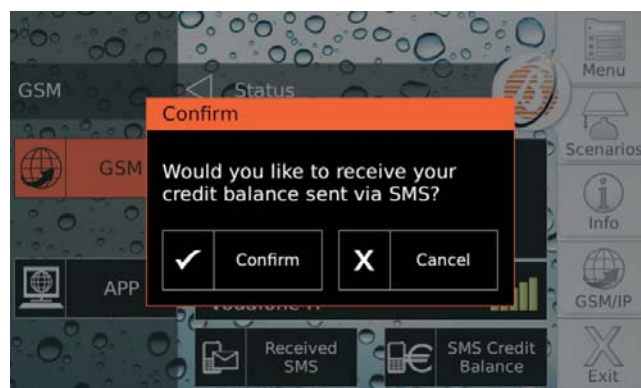 GSM
Status
Menu
Confirm
Scenarios
GSM
Would you like to receive your
credit balance sent via SMS?
Info
Confirm
X
Cancel
APP
GSM/IP
Received
SMS
SMS Credit
Balance
Exit